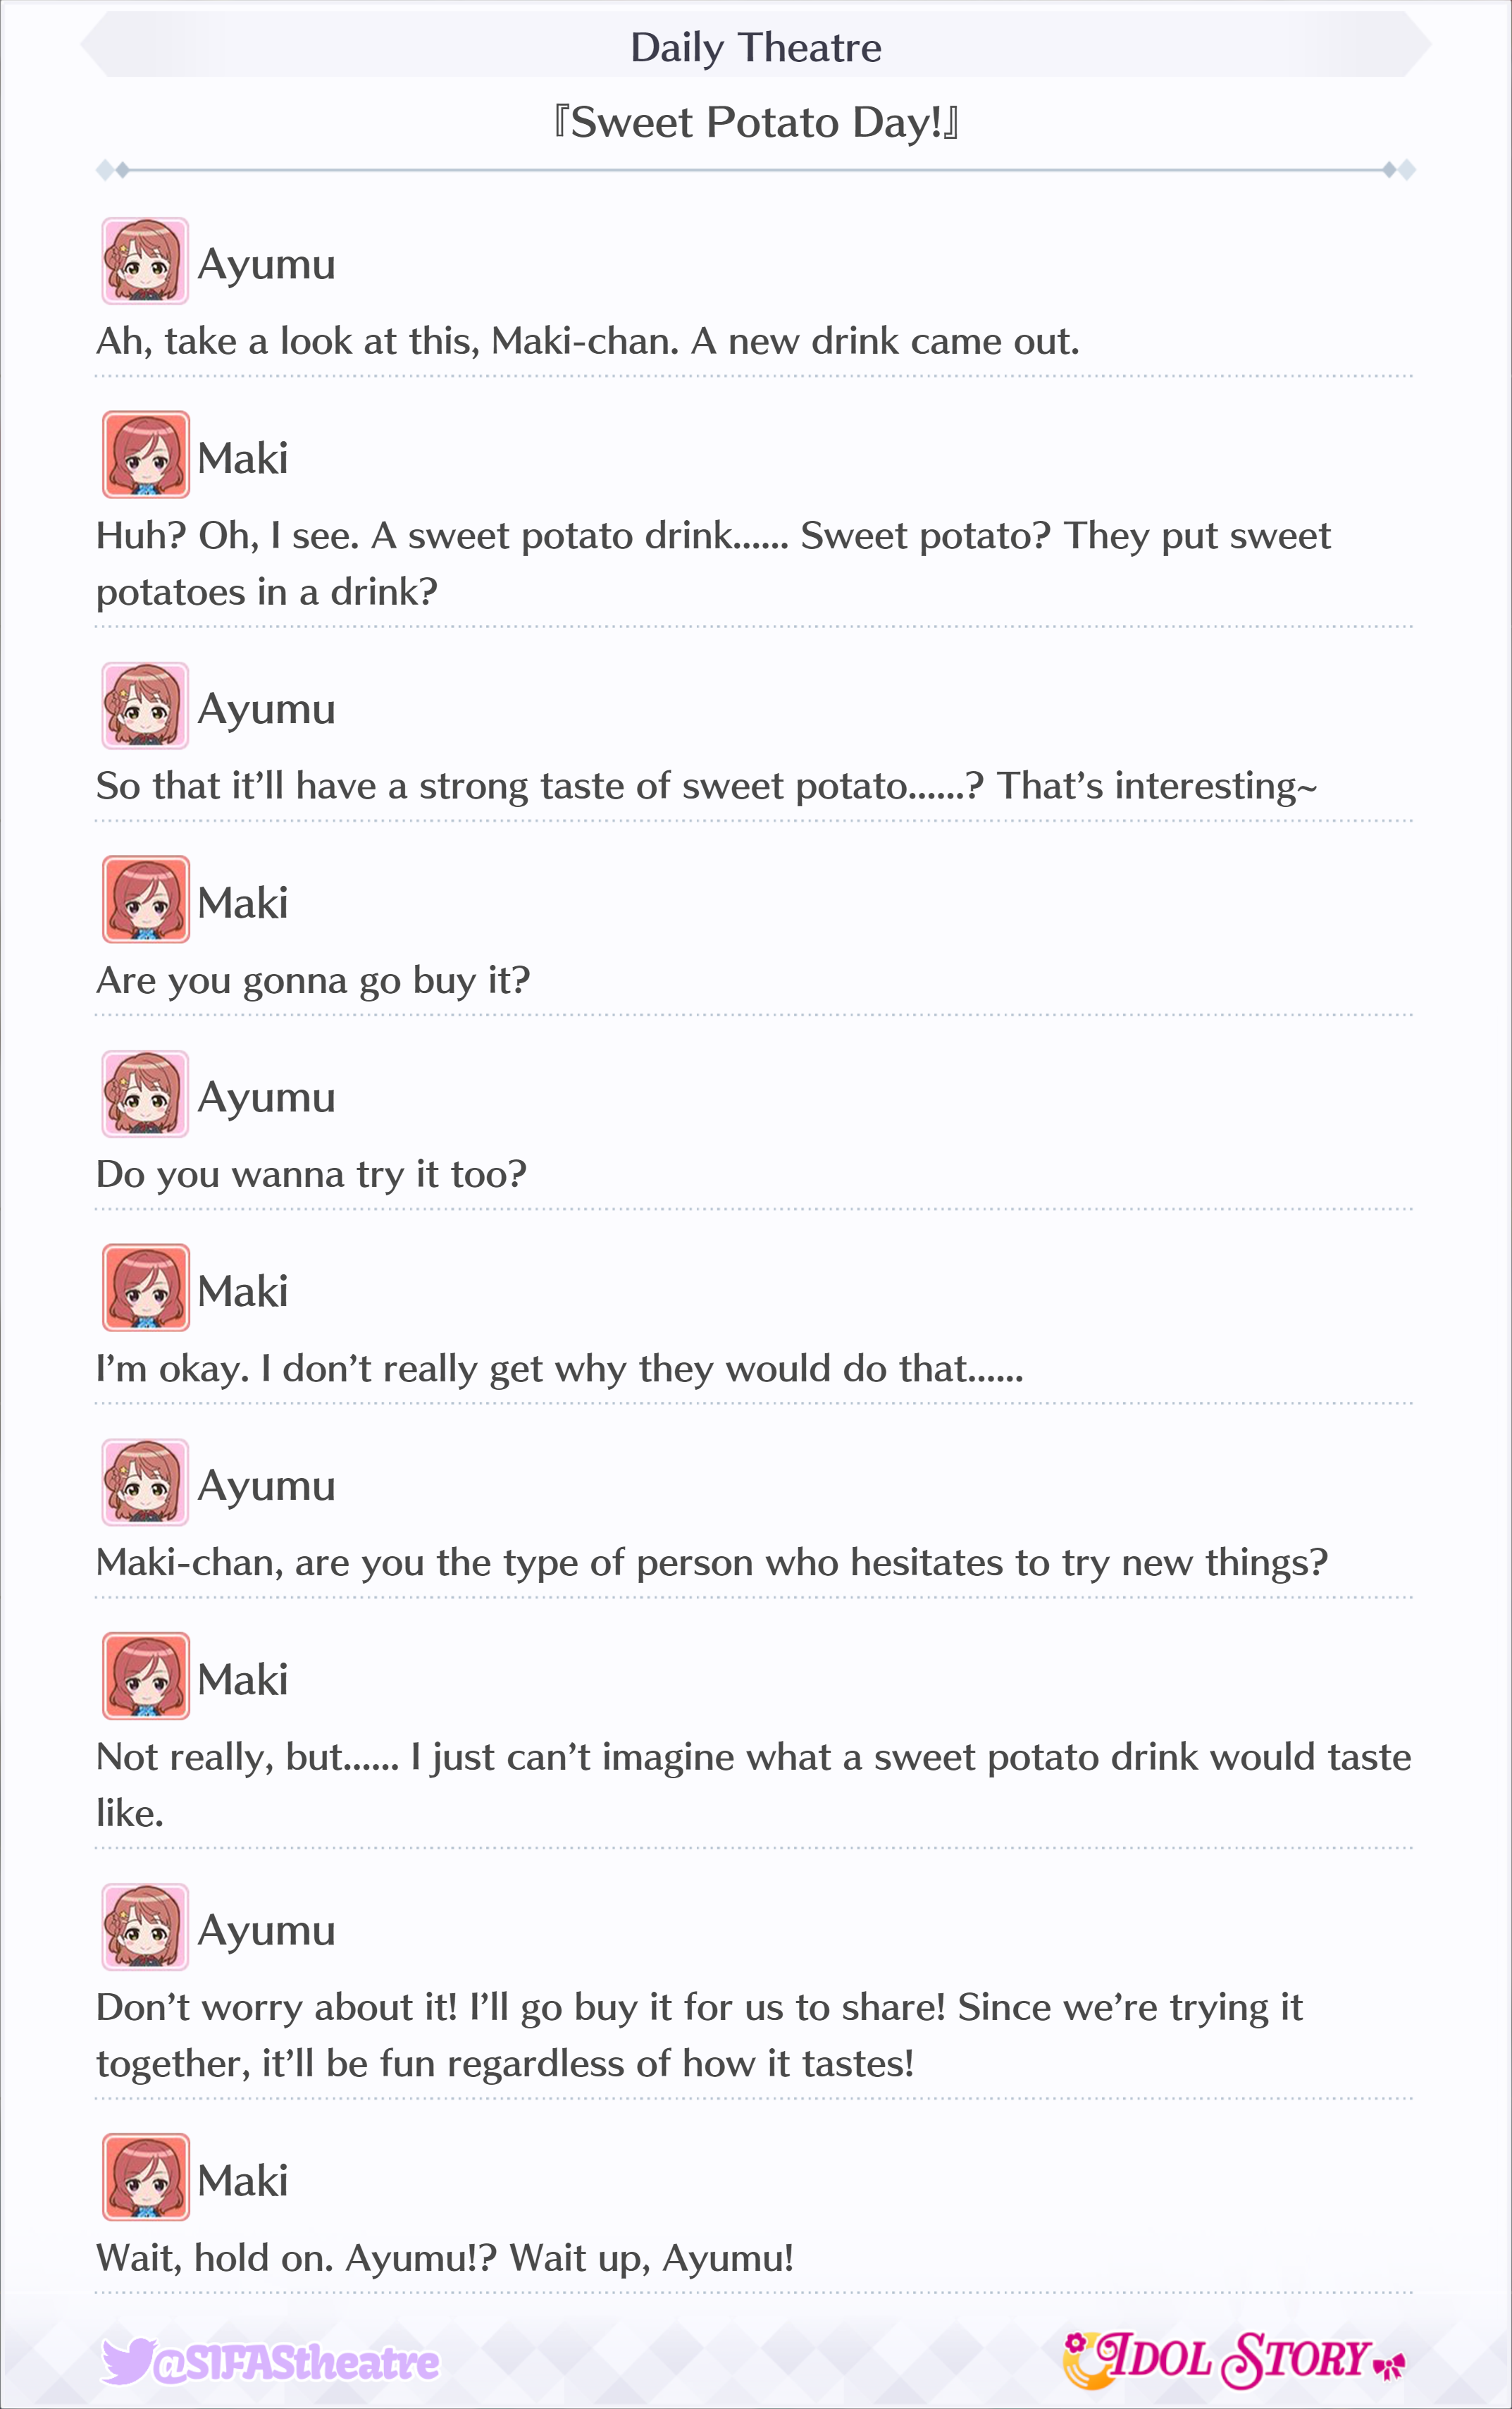 Daily Theatre
『Sweet Potato Day!』
Ayumu
Ah, take a look at this, Maki-chan. A new drink came out.
Maki
Huh? Oh, I see. A sweet potato drink...... Sweet potato? They put sweet
potatoes in a drink?
Ayumu
So that it’ll have a strong taste of sweet potato......? That’s interesting~
Maki
Are you gonna go buy it?
Ayumu
Do you wanna try it too?
Maki
I’m okay. I don’t really get why they would do that......
Ayumu
Maki-chan, are you the type of person who hesitates to try new things?
Maki
Not really, but...... I just can’t imagine what a sweet potato drink would taste
like.
Ayumu
Don’t worry about it! I’ll go buy it for us to share! Since we’re trying it
together, it’ll be fun regardless of how it tastes!
Maki
Wait, hold on. Ayumu!? Wait up, Ayumu!
@SIFAStheatre
IDOL STORY